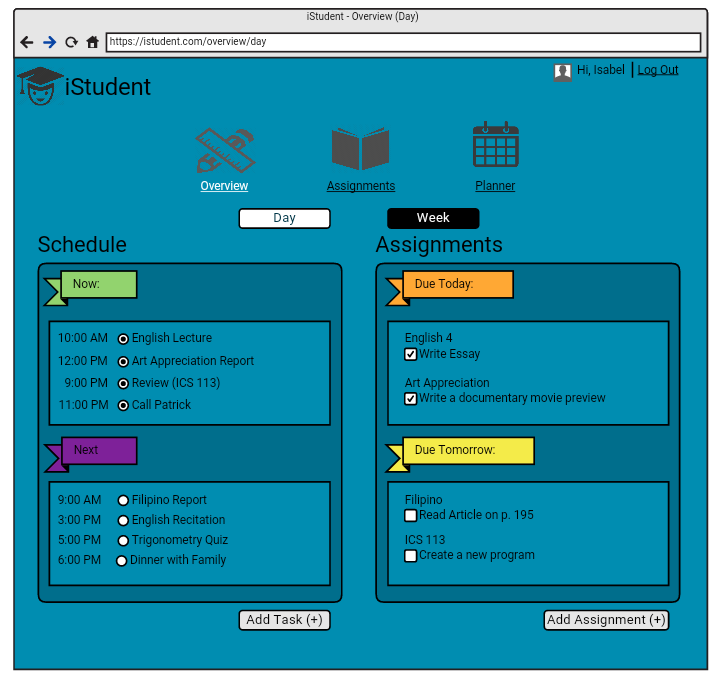 iStudent - Overview (Day)
https://istudent.com/overview/day
iStudent
Hi, Isabel | Log Out
Overview
Assignments
Planner
Day
Week
Schedule
Now:
10:00 AM English Lecture
12:00 PM Art Appreciation Report
9:00 PM Review (ICS 113)
11:00 PM Call Patrick
Next
9:00 AM Filipino Report
3:00 PM English Recitation
5:00 PM Trigonometry Quiz
6:00 PM Dinner with Family
Add Task (+)
Assignments
Due Today:
English 4
Write Essay
Art Appreciation
Write a documentary movie preview
Due Tomorrow:
Filipino
Read Article on p. 195
ICS 113
Create a new program
Add Assignment (+)